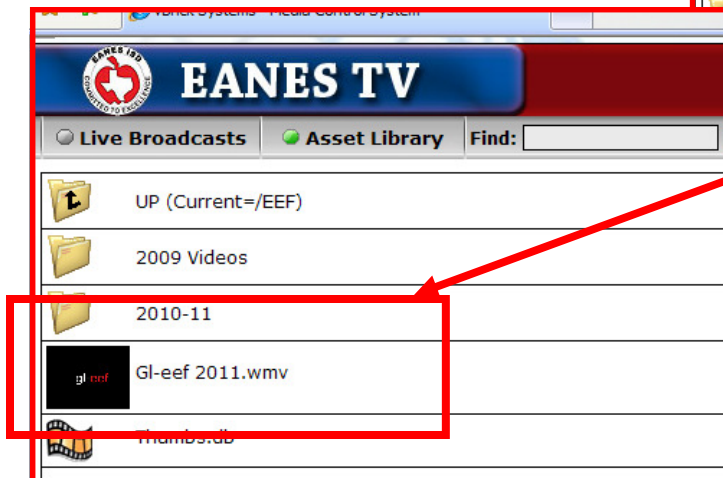 VBrick Systems - Media Control System
EANES ISD
COMMITTED TO EXCELLENCE
EANES TV
Live Broadcasts
Asset Library
Find:
UP (Current=/EEF)
2009 Videos
2010-11
gl eef
Gl-eef 2011.wmv
Thumbs.db